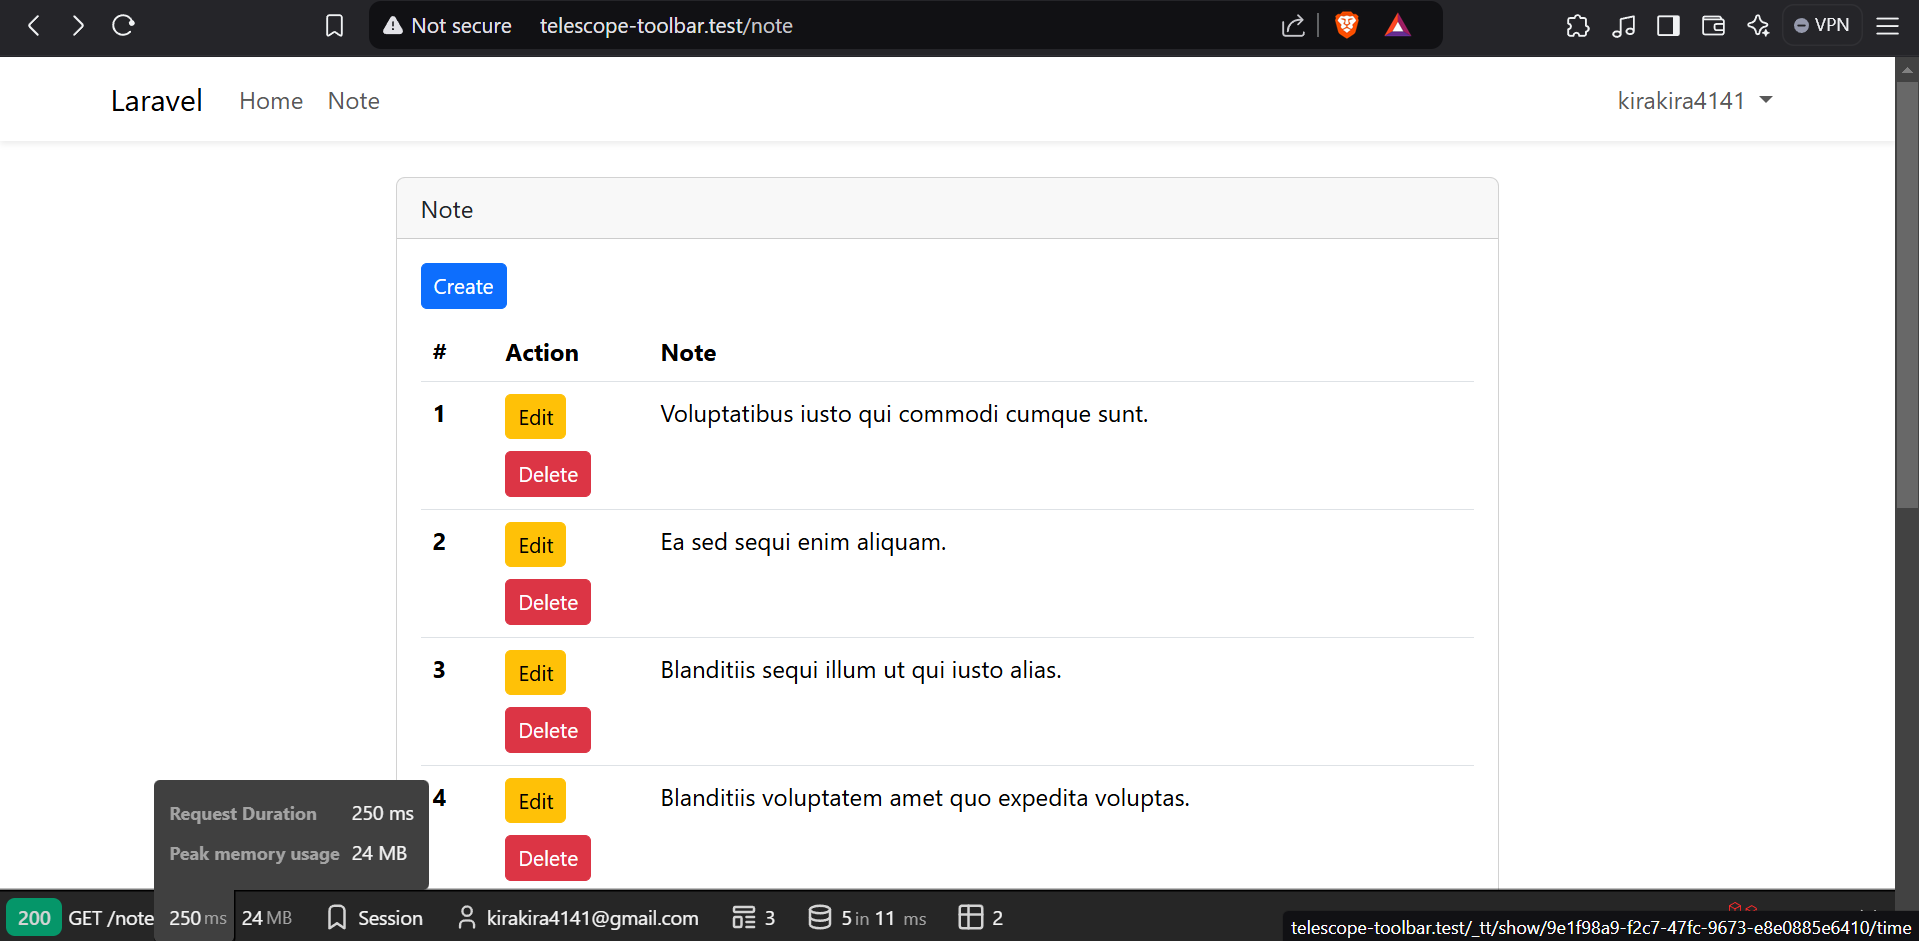 Not secure telescope-toolbar.test/note VPN
Laravel Home Note kirakira4141
Note
Create
# Action Note
1 Edit Voluptatibus iusto qui commodi cumque sunt.
Delete
2 Edit Ea sed sequi enim aliquam.
Delete
3 Edit Blanditiis sequi illum ut qui iusto alias.
Delete
4 Edit Blanditiis voluptatem amet quo expedita voluptas.
Delete
Request Duration 250 ms
Peak memory usage 24 MB
200 GET /note 250 ms 24 MB Session kirakira4141@gmail.com 3 5 in 11 ms 2
telescope-toolbar.test/_tt/show/9e1f98a9-f2c7-47fc-9673-e8e0885e6410/time